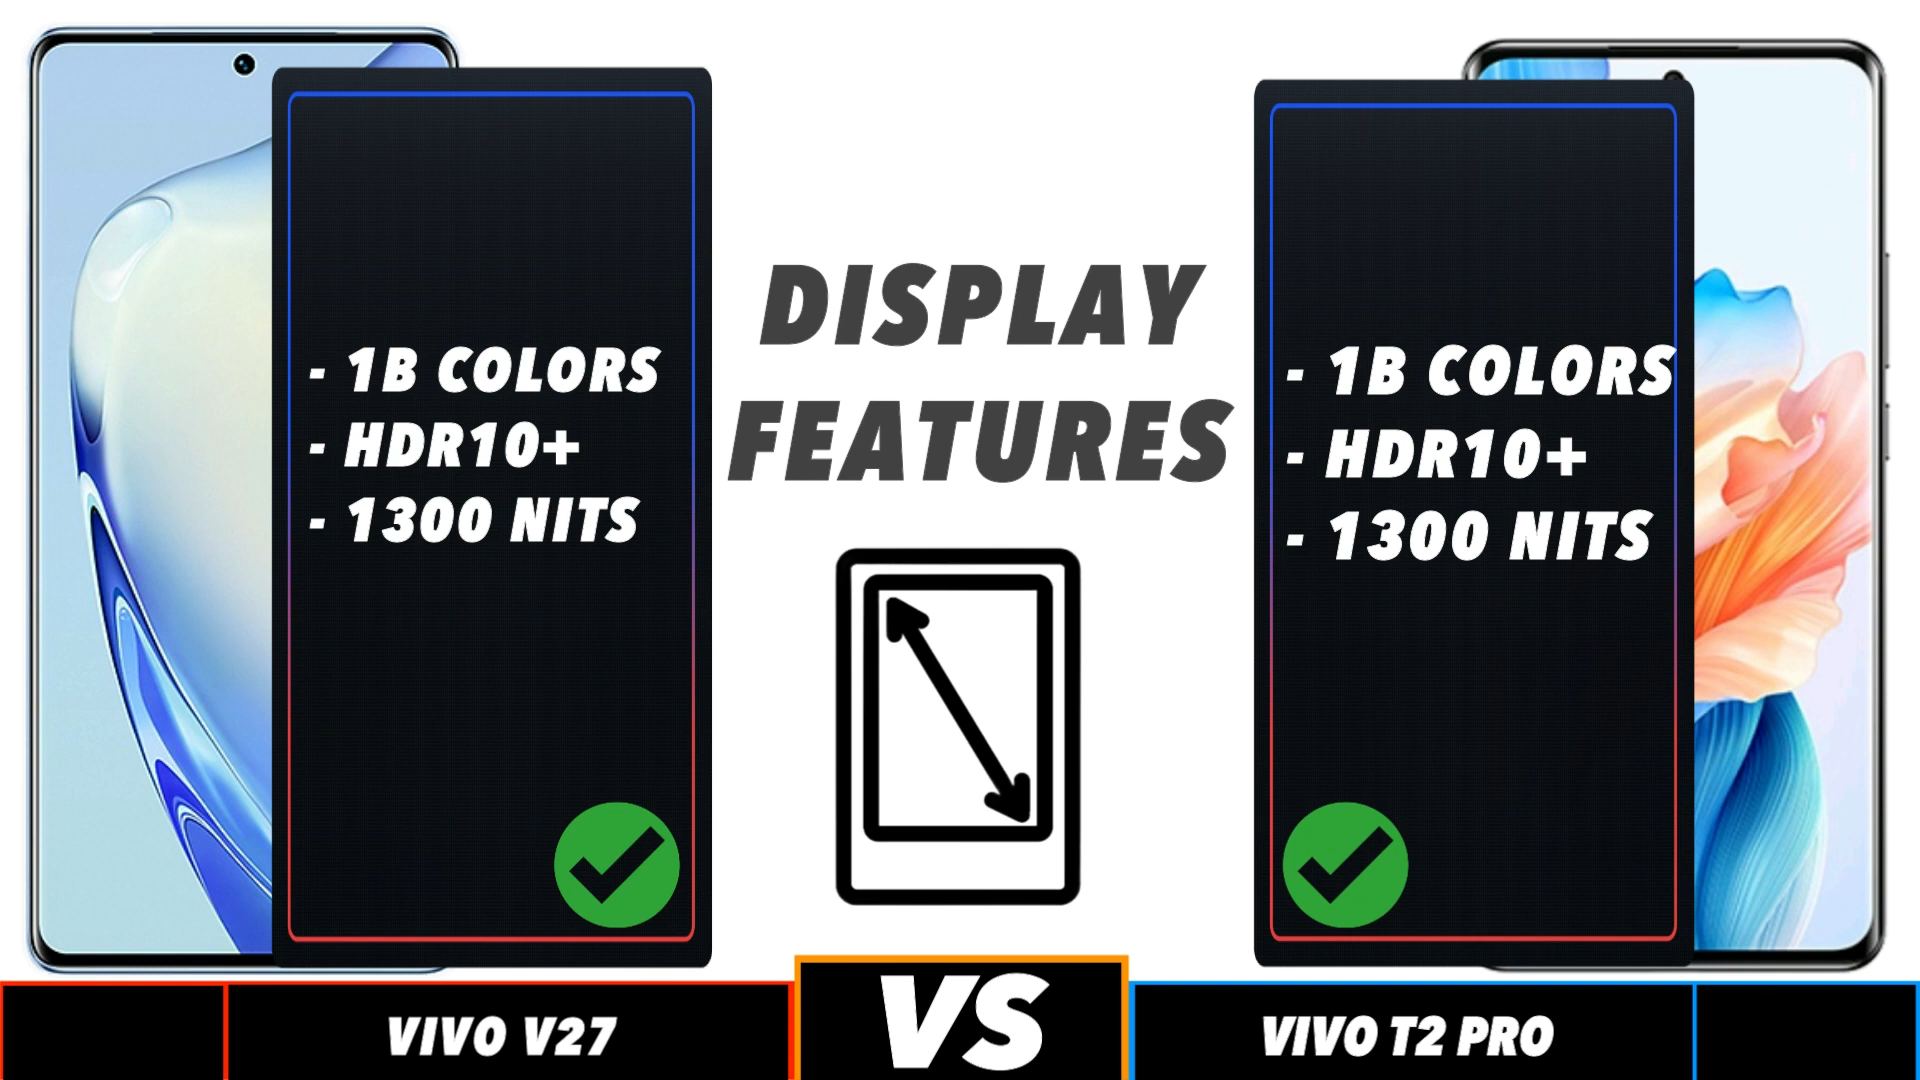 - 1B COLORS
- HDR10+
- 1300 NITS
DISPLAY
FEATURES
- 1B COLORS
- HDR10+
- 1300 NITS
VIVO V27
VS
VIVO T2 PRO